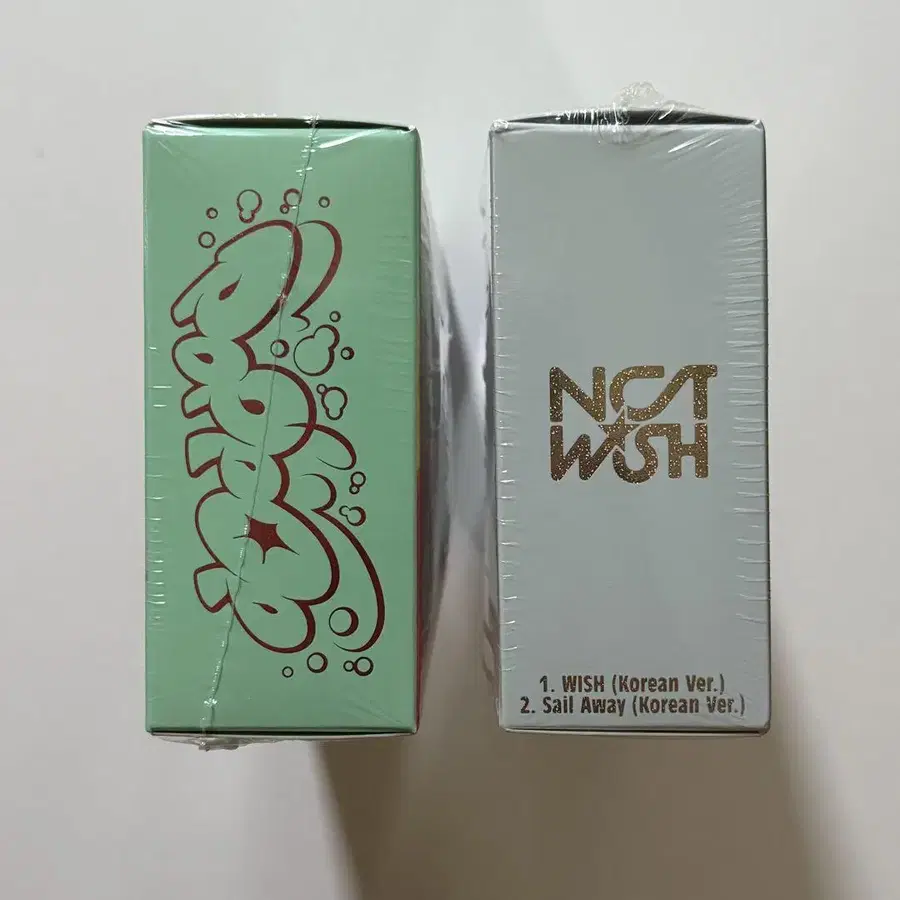 NCT
WISH
1. WISH (Korean Ver.)
2. Sail Away (Korean Ver.)